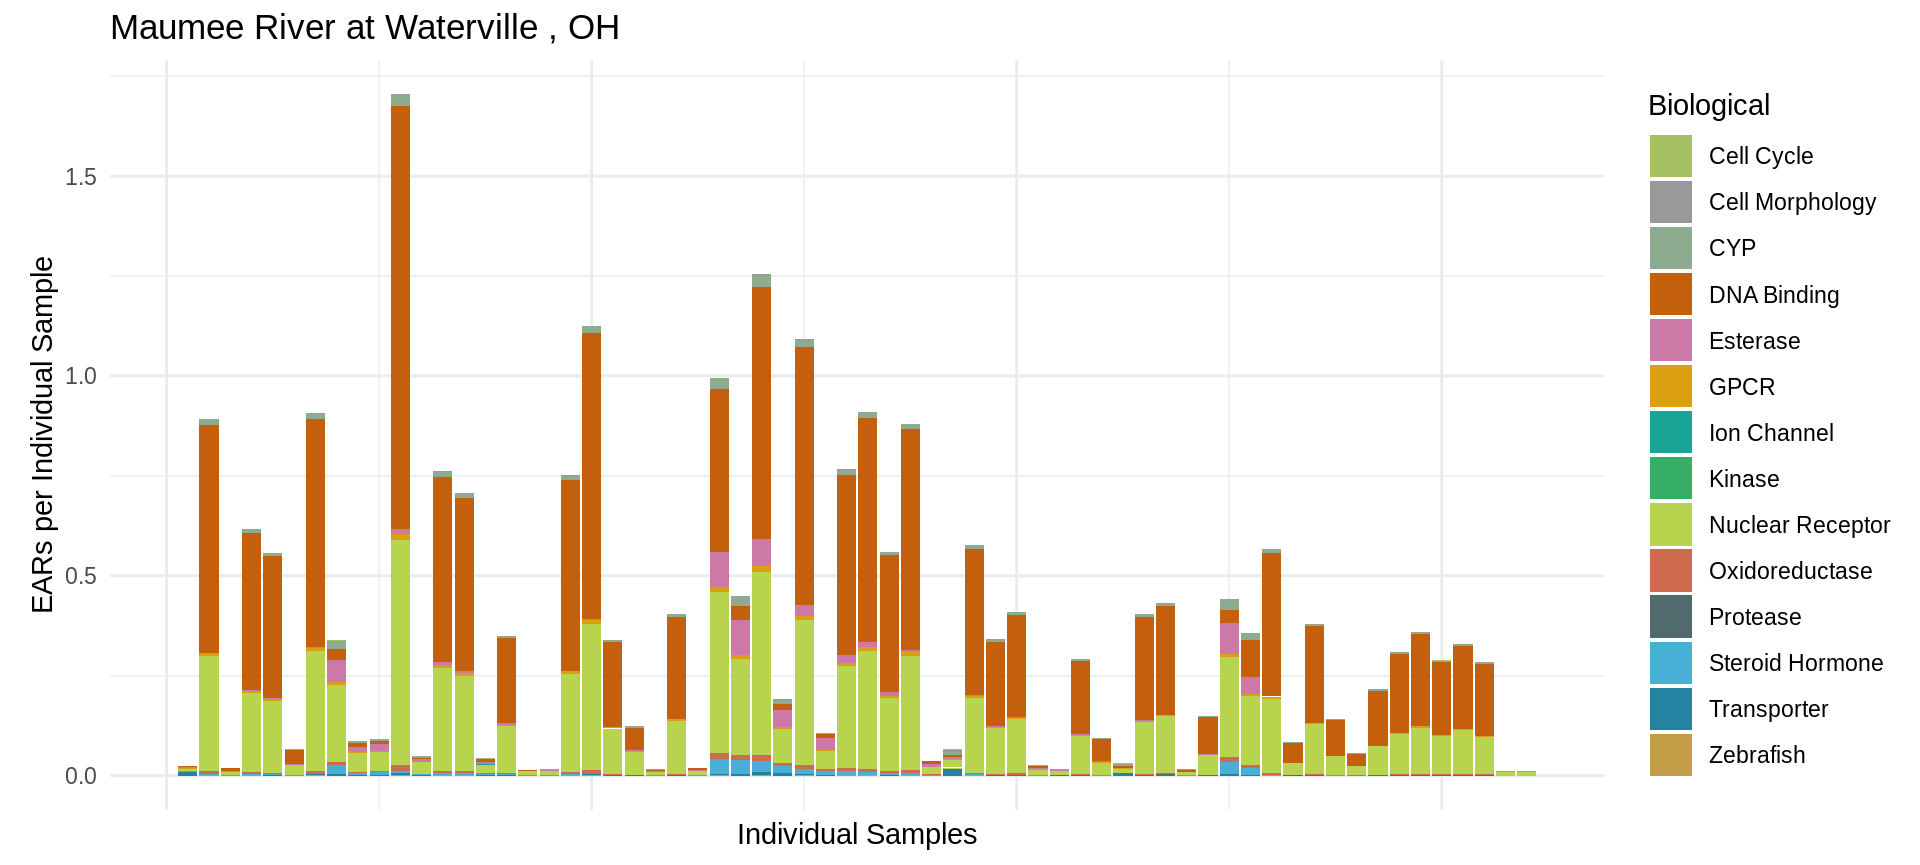 Maumee River at Waterville , OH
EARs per Individual Sample
1.5
1.0
0.5
0.0
Individual Samples
Biological
Cell Cycle
Cell Morphology
CYP
DNA Binding
Esterase
GPCR
Ion Channel
Kinase
Nuclear Receptor
Oxidoreductase
Protease
Steroid Hormone
Transporter
Zebrafish